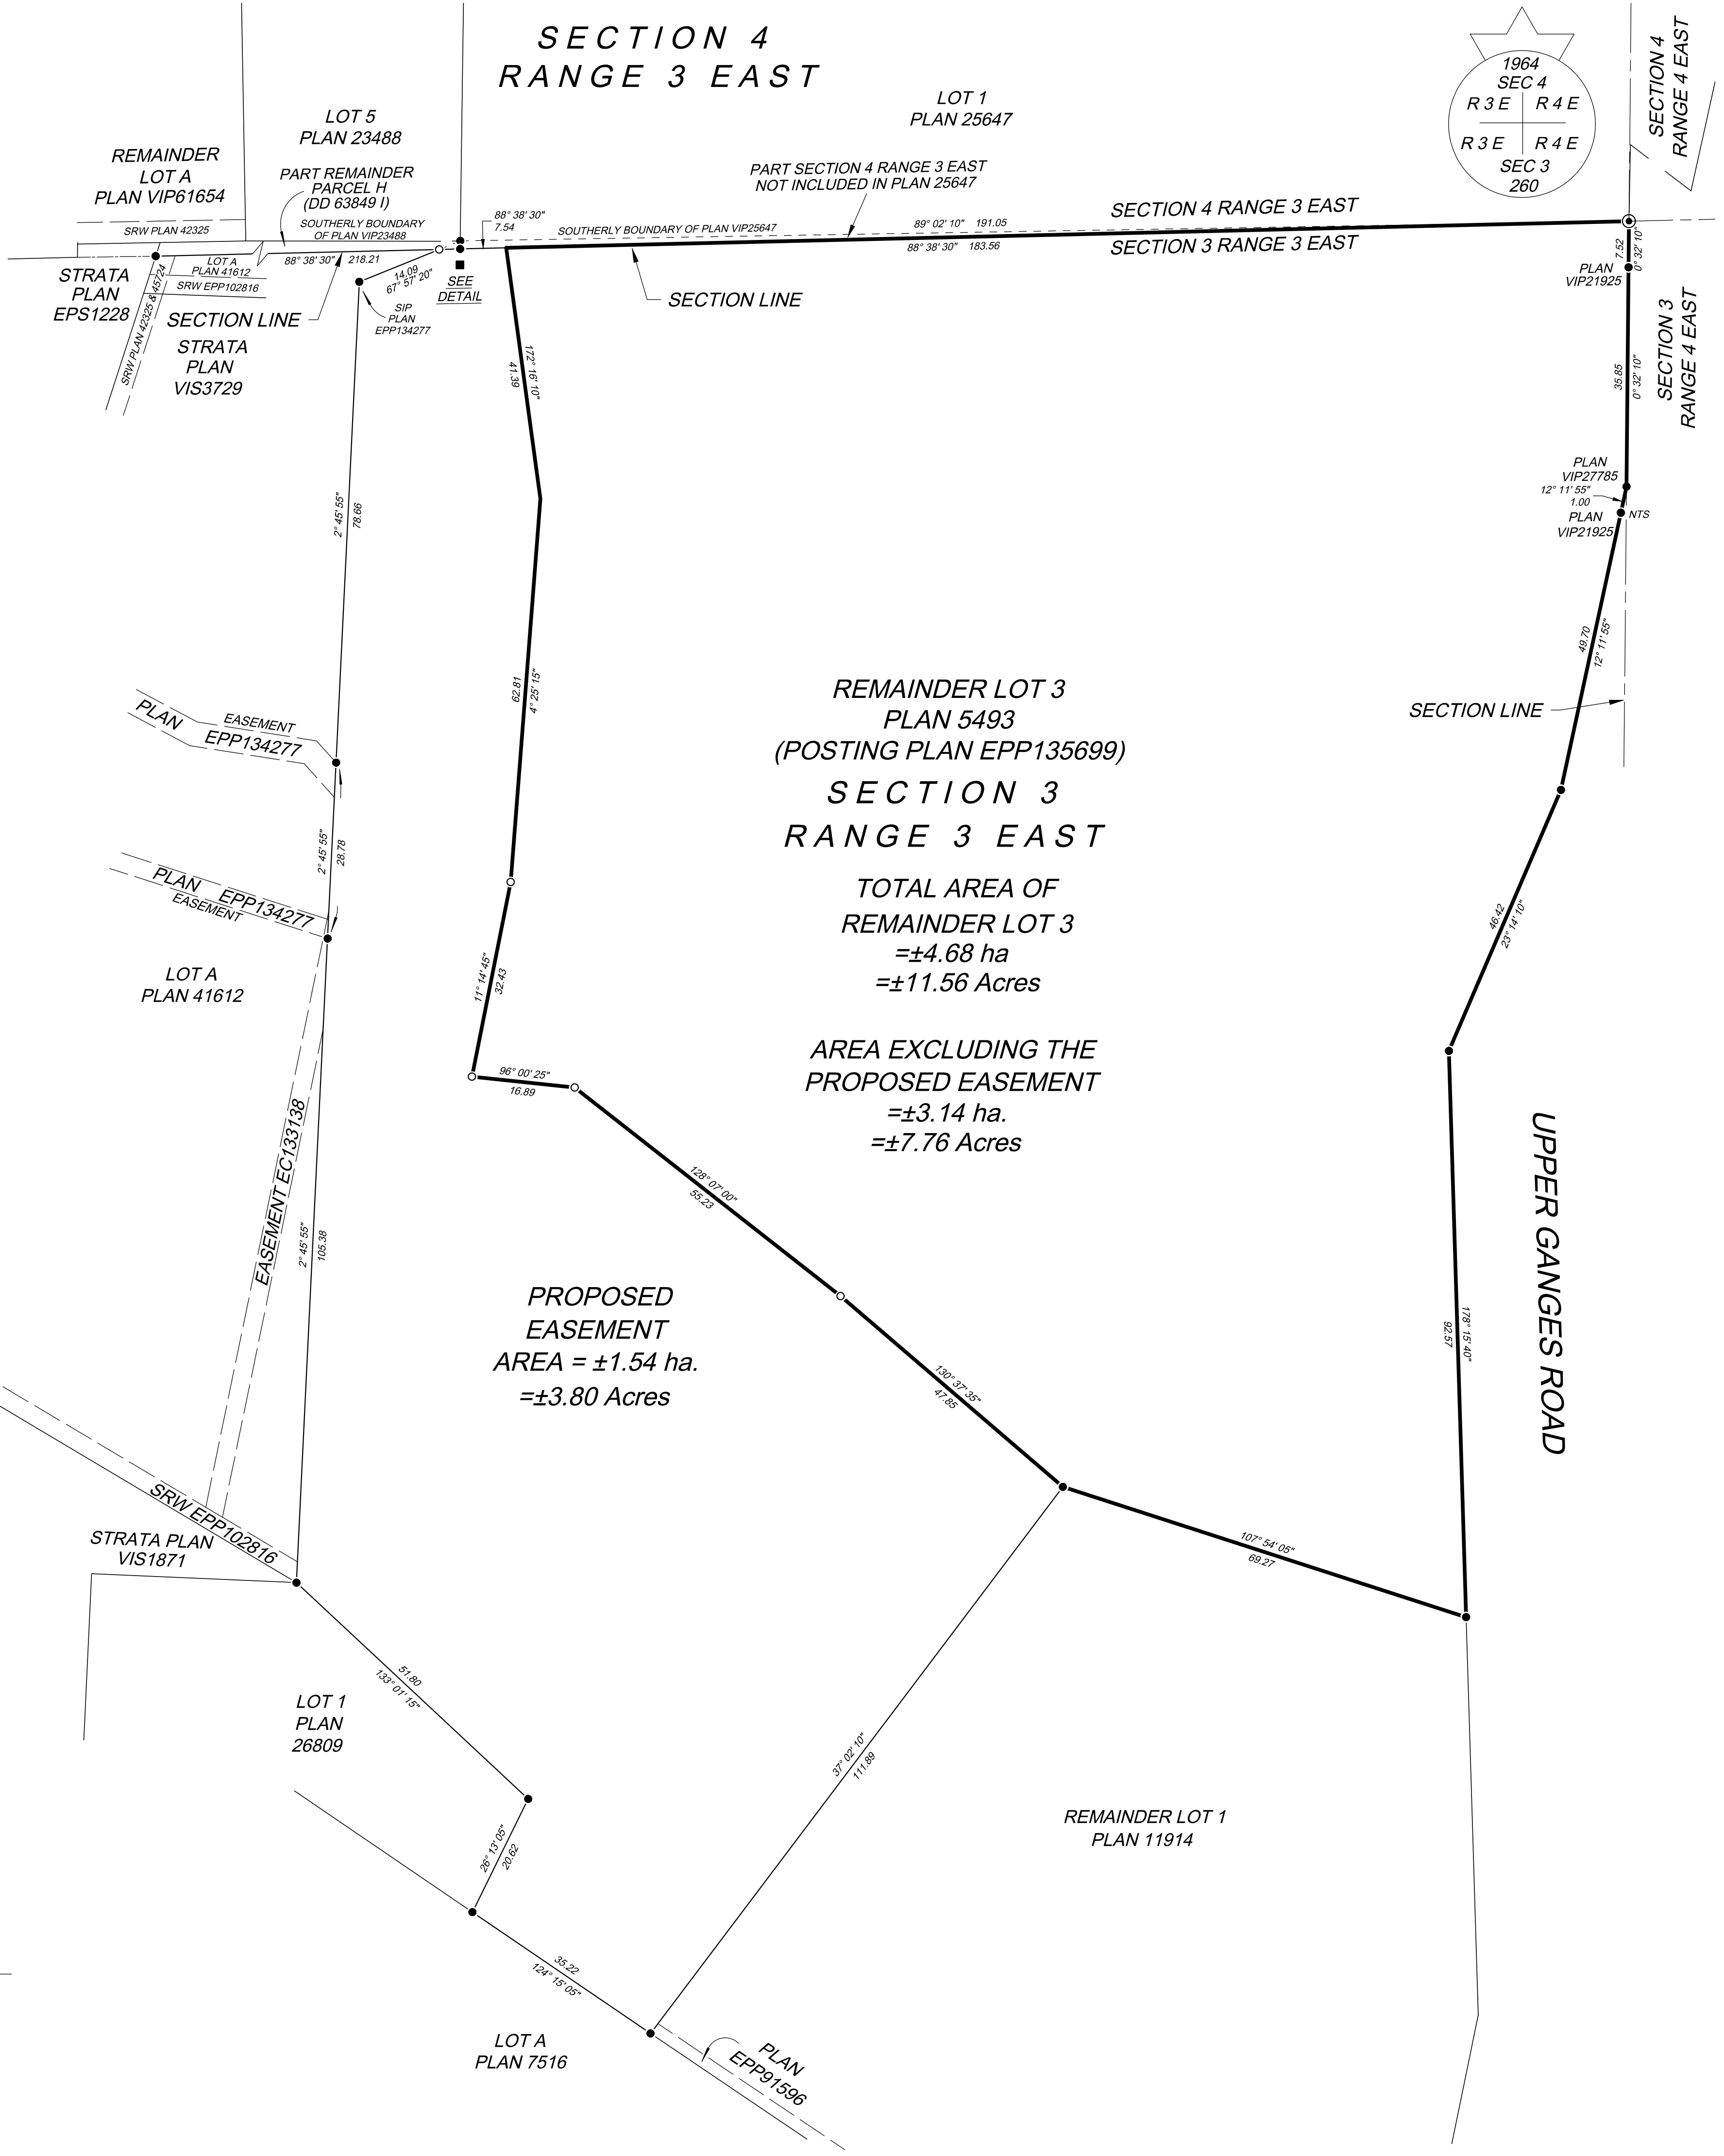 SECTION 4
RANGE 3 EAST
1964
SEC 4
R 3 E
R 4 E
R 3 E
R 4 E
SEC 3
260
SECTION 4
RANGE 4 EAST
LOT 1
PLAN 25647
LOT 5
PLAN 23488
REMAINDER
LOT A
PLAN VIP61654
PART REMAINDER
PARCEL H
(DD 63849 I)
PART SECTION 4 RANGE 3 EAST
NOT INCLUDED IN PLAN 25647
SECTION 4 RANGE 3 EAST
SRW PLAN 42325
SOUTHERLY BOUNDARY
OF PLAN VIP23488
88° 38' 30"
7.54
SOUTHERLY BOUNDARY OF PLAN VIP25647
89° 02' 10" 191.05
88° 38' 30" 183.56
SECTION 3 RANGE 3 EAST
7.52
0° 32' 10"
PLAN
VIP21925
LOT A
PLAN 41612
88° 38' 30" 218.21
SRW EPP102816
14.09
67° 57' 20"
SEE
DETAIL
SIP
PLAN
EPP134277
STRATA
PLAN
EPS1228
SRW PLAN 42325 & 45724
SECTION LINE
SECTION LINE
STRATA
PLAN
VIS3729
172° 16' 10"
41.39
35.85
0° 32' 10"
SECTION 3
RANGE 4 EAST
PLAN
VIP27785
12° 11' 55"
1.00
PLAN
VIP21925
NTS
2° 45' 55"
78.66
62.81
4° 25' 15"
49.70
12° 11' 55"
SECTION LINE
REMAINDER LOT 3
PLAN 5493
(POSTING PLAN EPP135699)
SECTION 3
RANGE 3 EAST
TOTAL AREA OF
REMAINDER LOT 3
=±4.68 ha
=±11.56 Acres
AREA EXCLUDING THE
PROPOSED EASEMENT
=±3.14 ha.
=±7.76 Acres
PLAN
EASEMENT
EPP134277
2° 45' 55"
28.78
PLAN EPP134277
EASEMENT
LOT A
PLAN 41612
46.42
23° 14' 10"
11° 14' 45"
32.43
96° 00' 25"
16.89
128° 07' 00"
55.23
EASEMENT EC133138
2° 45' 55"
105.38
PROPOSED
EASEMENT
AREA = ±1.54 ha.
=±3.80 Acres
130° 37' 35"
47.85
178° 15' 40"
92.57
UPPER GANGES ROAD
SRW EPP102816
STRATA PLAN
VIS1871
107° 54' 05"
69.27
51.80
133° 01' 15"
LOT 1
PLAN
26809
37° 02' 10"
111.89
26° 13' 05"
20.62
REMAINDER LOT 1
PLAN 11914
35.22
124° 15' 05"
LOT A
PLAN 7516
PLAN
EPP91596